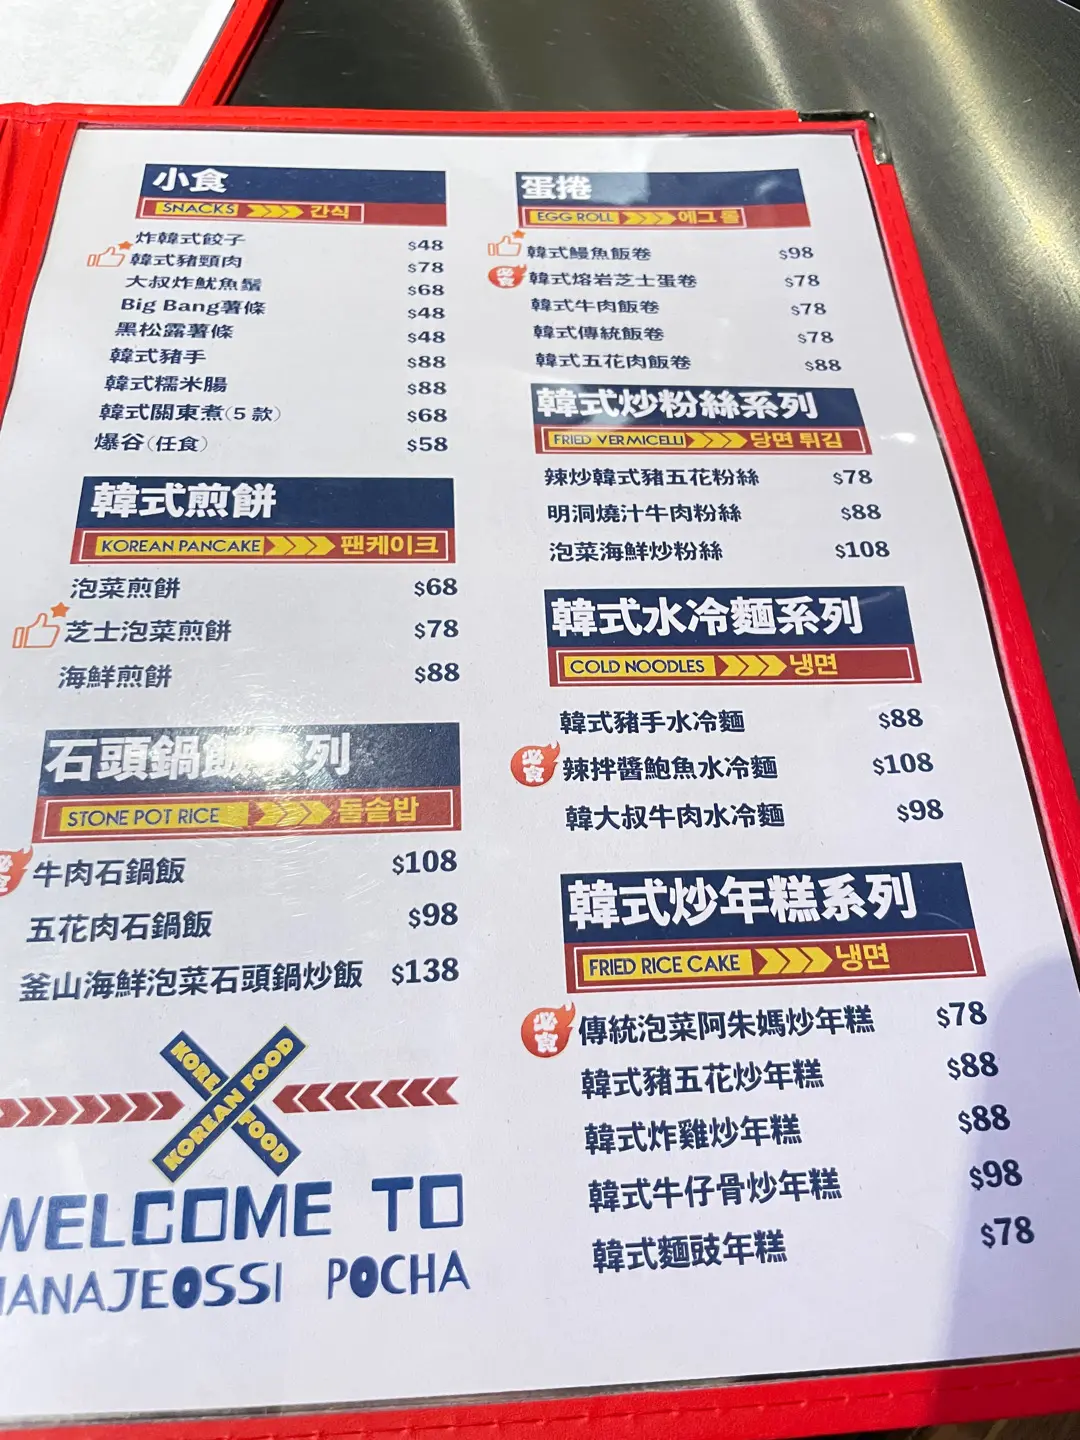 小食
SNACKS 간식
炸韓式餃子 $48
韓式豬頸肉 $78
大叔炸魷魚鬚 $68
Big Bang薯條 $48
黑松露薯條 $48
韓式豬手 $88
韓式糯米腸 $88
韓式關東煮(5 款) $68
爆谷(任食) $58
韓式煎餅
KOREAN PANCAKE 팬케이크
泡菜煎餅 $68
芝士泡菜煎餅 $78
海鮮煎餅 $88
石頭鍋飯系列
STONE POT RICE 돌솥밥
牛肉石鍋飯 $108
五花肉石鍋飯 $98
釜山海鮮泡菜石頭鍋炒飯 $138
KOREAN FOOD
KOREAN FOOD
WELCOME TO
HANAJEOSSI POCHA
蛋捲
EGG ROLL 에그 롤
韓式鰻魚飯卷 $98
必食 韓式熔岩芝士蛋卷 $78
韓式牛肉飯卷 $78
韓式傳統飯卷 $78
韓式五花肉飯卷 $88
韓式炒粉絲系列
FRIED VERMICELLI 당면 튀김
辣炒韓式豬五花粉絲 $78
明洞燒汁牛肉粉絲 $88
泡菜海鮮炒粉絲 $108
韓式水冷麵系列
COLD NOODLES 냉면
韓式豬手水冷麵 $88
必食 辣拌醬鮑魚水冷麵 $108
韓大叔牛肉水冷麵 $98
韓式炒年糕系列
FRIED RICE CAKE 냉면
必食 傳統泡菜阿朱媽炒年糕 $78
韓式豬五花炒年糕 $88
韓式炸雞炒年糕 $88
韓式牛仔骨炒年糕 $98
韓式麵豉年糕 $78